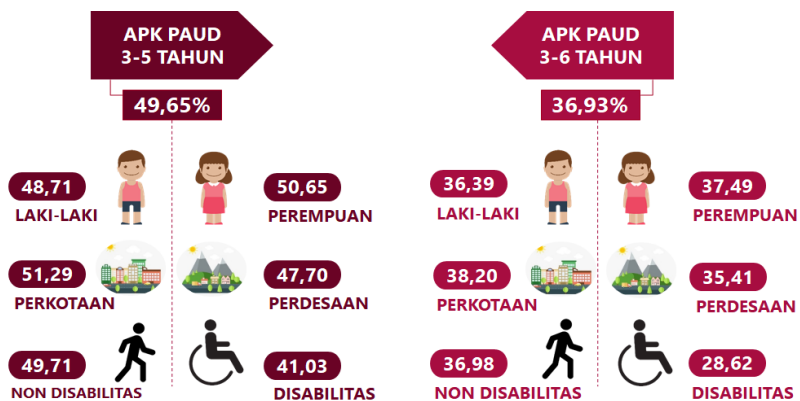 APK PAUD
3-5 TAHUN
49,65%
48,71
LAKI-LAKI
50,65
PEREMPUAN
51,29
PERKOTAAN
47,70
PERDESAAN
49,71
NON DISABILITAS
41,03
DISABILITAS
APK PAUD
3-6 TAHUN
36,93%
36,39
LAKI-LAKI
37,49
PEREMPUAN
38,20
PERKOTAAN
35,41
PERDESAAN
36,98
NON DISABILITAS
28,62
DISABILITAS